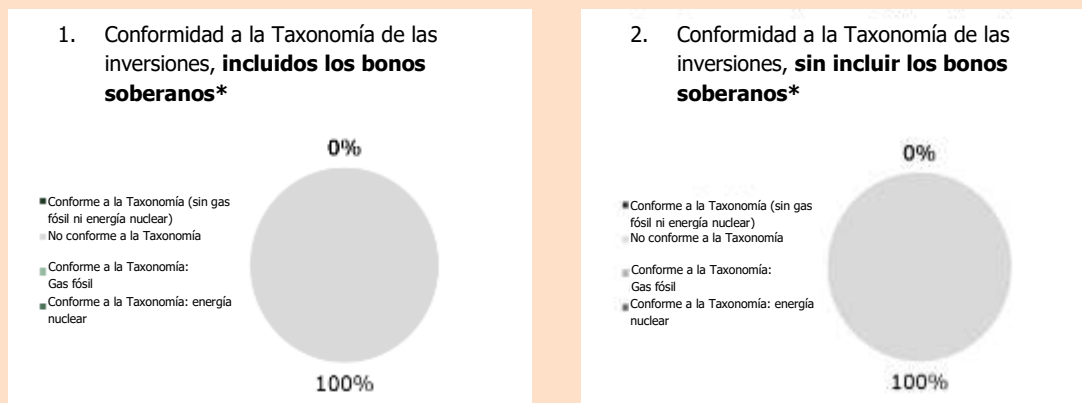 1. Conformidad a la Taxonomía de las
inversiones, incluidos los bonos
soberanos*
0%
Conforme a la Taxonomía (sin gas
fósil ni energía nuclear)
No conforme a la Taxonomía
Conforme a la Taxonomía:
Gas fósil
Conforme a la Taxonomía: energía
nuclear
100%
2. Conformidad a la Taxonomía de las
inversiones, sin incluir los bonos
soberanos*
0%
Conforme a la Taxonomía (sin gas
fósil ni energía nuclear)
No conforme a la Taxonomía
Conforme a la Taxonomía:
Gas fósil
Conforme a la Taxonomía: energía
nuclear
100%